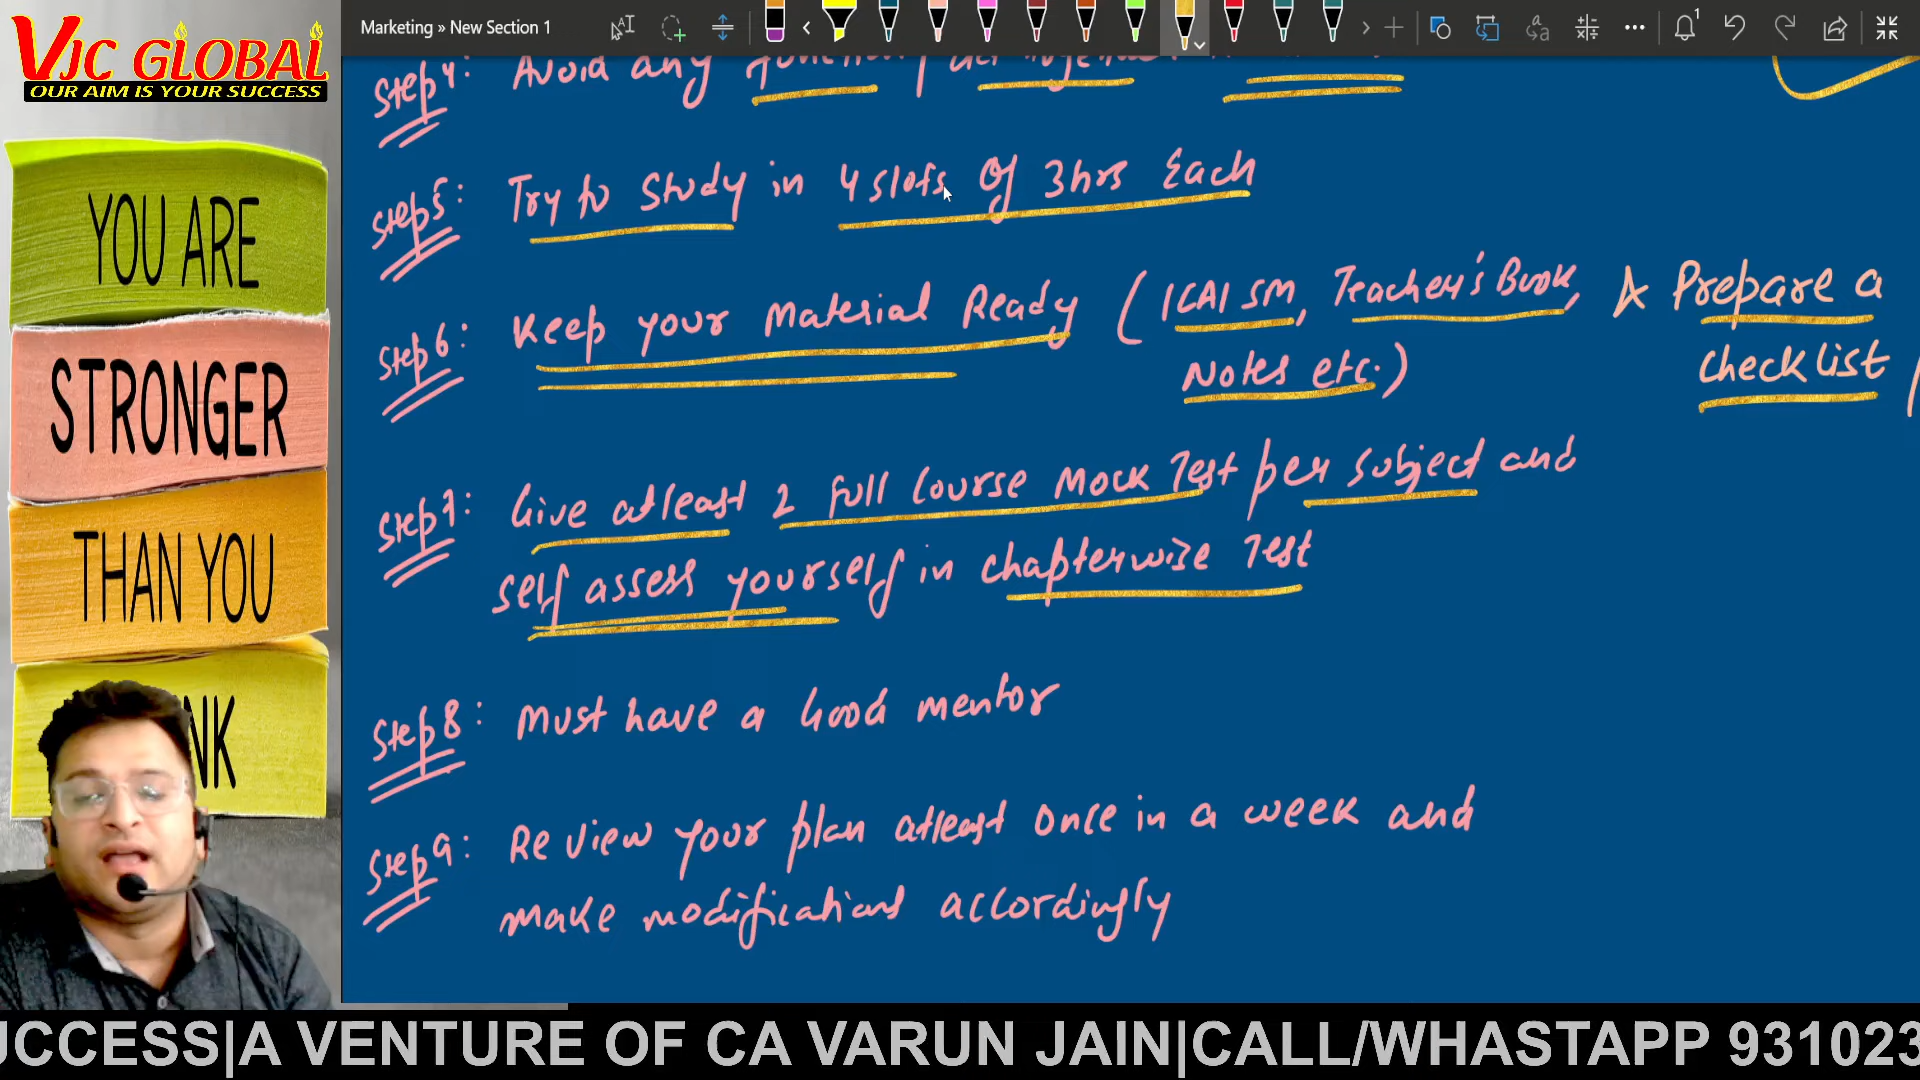 VJC GLOBAL
OUR AIM IS YOUR SUCCESS
Marketing » New Section 1
YOU ARE
STRONGER
THAN YOU
NK
Step 4: Avoid any
Step 5: Try to Study in 4 slots Of 3hrs Each
Step 6: Keep your Material Ready (ICAI SM, Teacher's Book,
Notes etc.)
Prepare a
checklist
Step 7: Give atleast 2 full Course Mock Test per subject and
self assess yourself in chapterwise Test
Step 8: Must have a Good mentor
Step 9: Review your plan atleast Once in a week and
make modifications accordingly
UCCESS|A VENTURE OF CA VARUN JAIN|CALL/WHASTAPP 931023